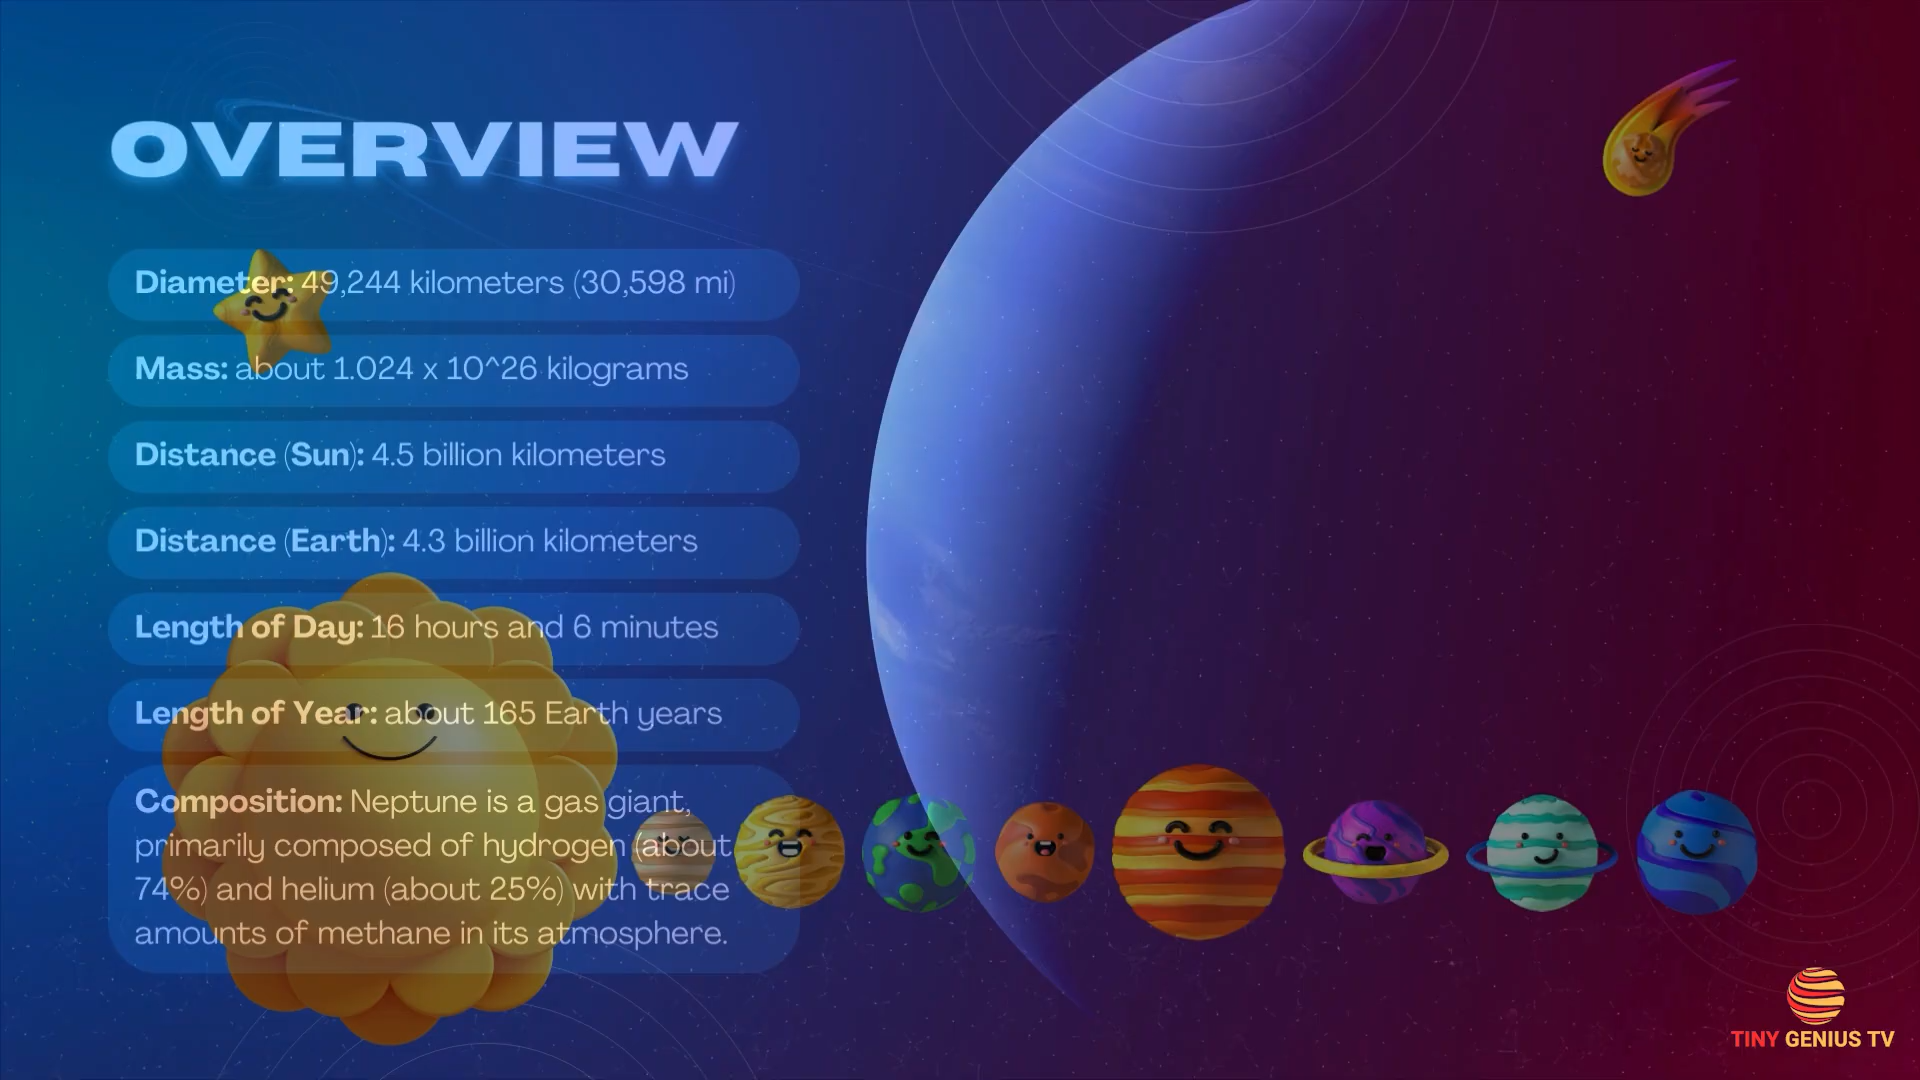 OVERVIEW
Diameter: 49,244 kilometers (30,598 mi)
Mass: about 1.024 x 10^26 kilograms
Distance (Sun): 4.5 billion kilometers
Distance (Earth): 4.3 billion kilometers
Length of Day: 16 hours and 6 minutes
Length of Year: about 165 Earth years
Composition: Neptune is a gas giant,
primarily composed of hydrogen (about
74%) and helium (about 25%) with trace
amounts of methane in its atmosphere.
TINY GENIUS TV